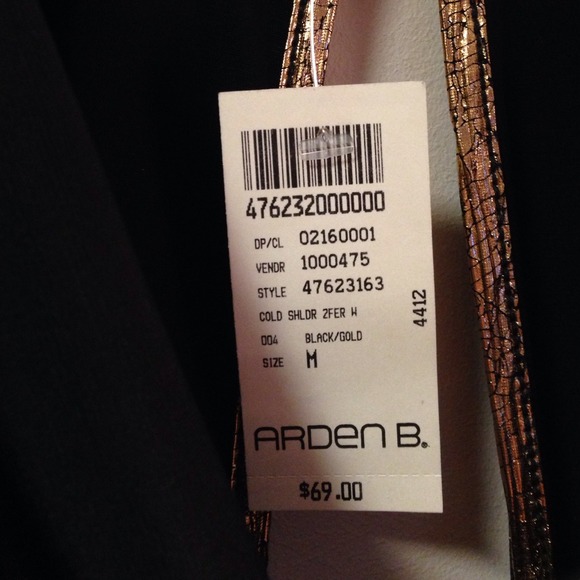 476232000000
DP/CL 02160001
VENDR 1000475
STYLE 47623163
COLD SHLDR 2FER W
004 BLACK/GOLD
SIZE M
4412
ARDEN B.®
$69.00